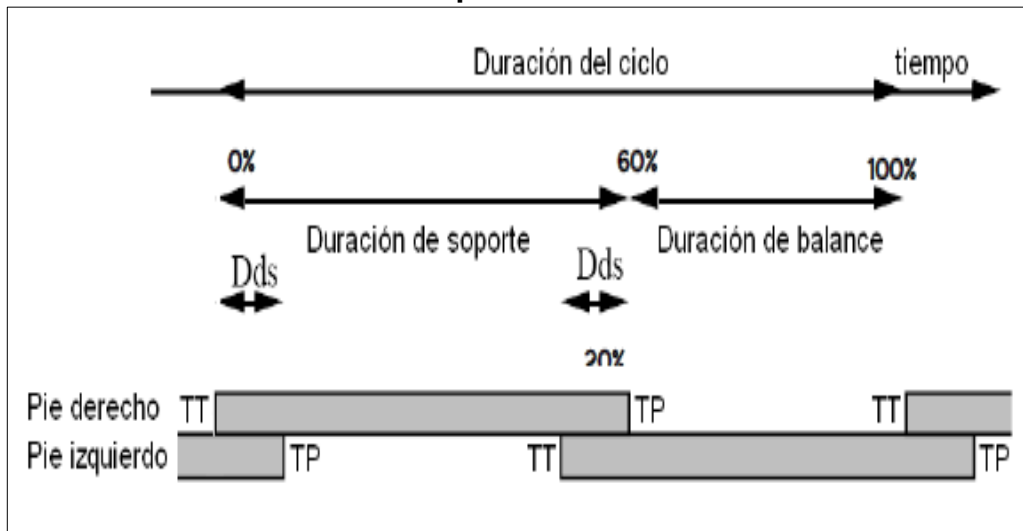 Duración del ciclo tiempo
0% 60% 100%
Duración de soporte Duración de balance
Dds Dds
20%
Pie derecho TT TP TT
Pie izquierdo TP TT TP